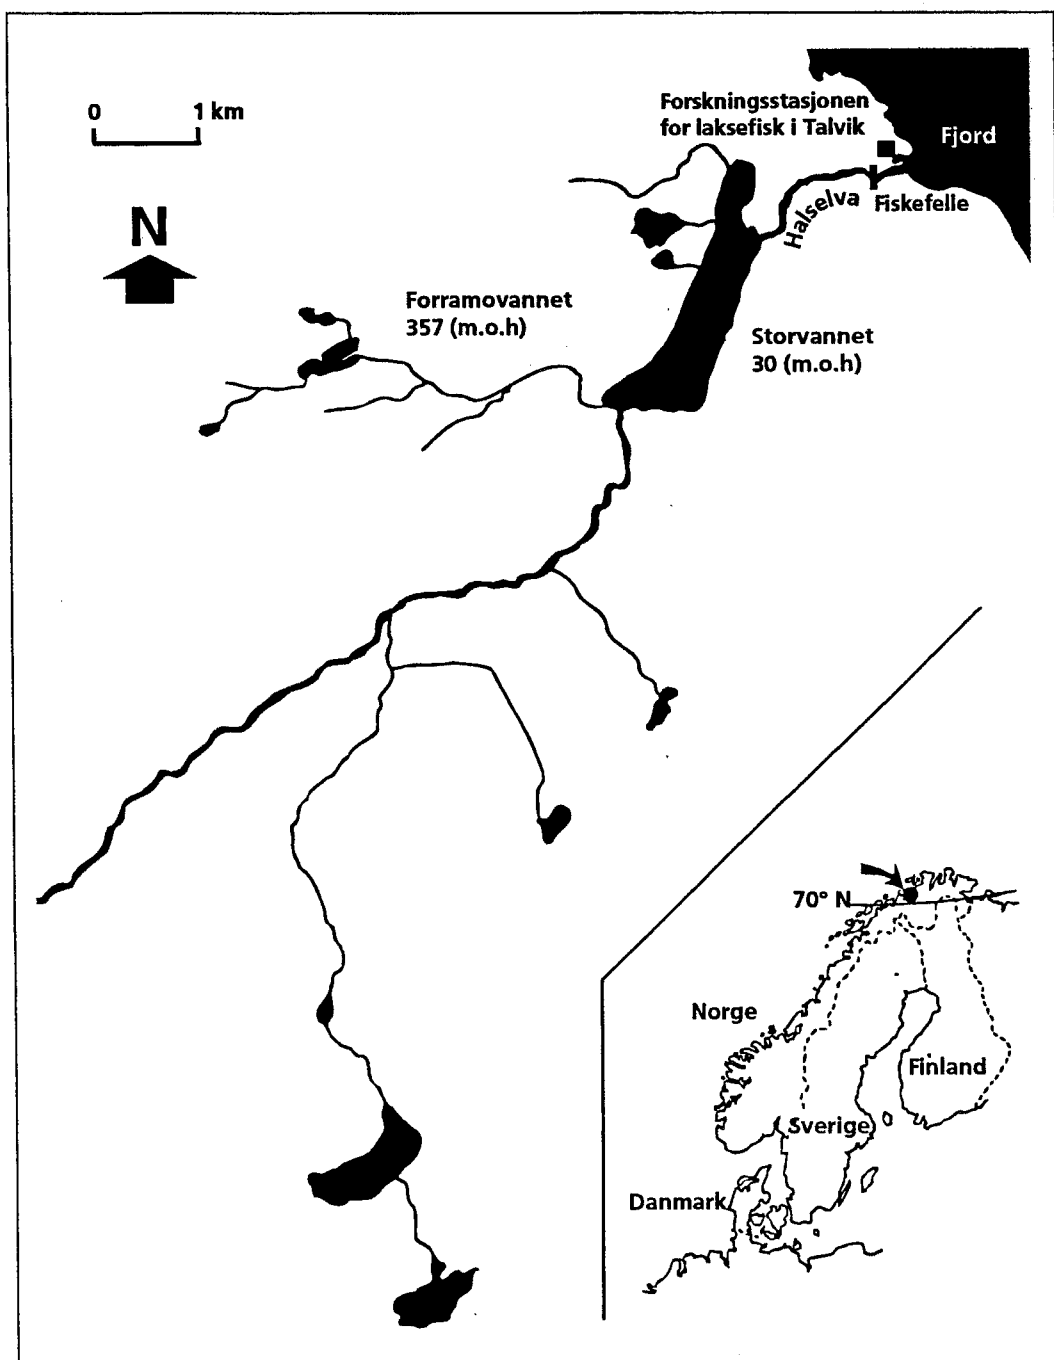 0 1 km
Forskningsstasjonen
for laksefisk i Talvik
Fjord
N
Halselva
Fiskefelle
Forramovannet
357 (m.o.h)
Storvannet
30 (m.o.h)
70° N
Norge
Finland
Sverige
Danmark